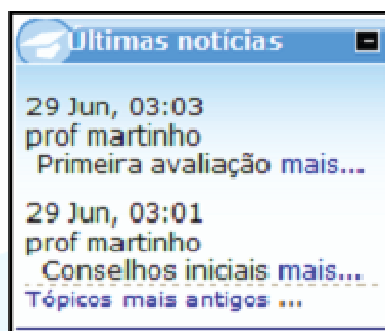 Últimas notícias
29 Jun, 03:03
prof martinho
Primeira avaliação mais...
29 Jun, 03:01
prof martinho
Conselhos iniciais mais...
Tópicos mais antigos ...